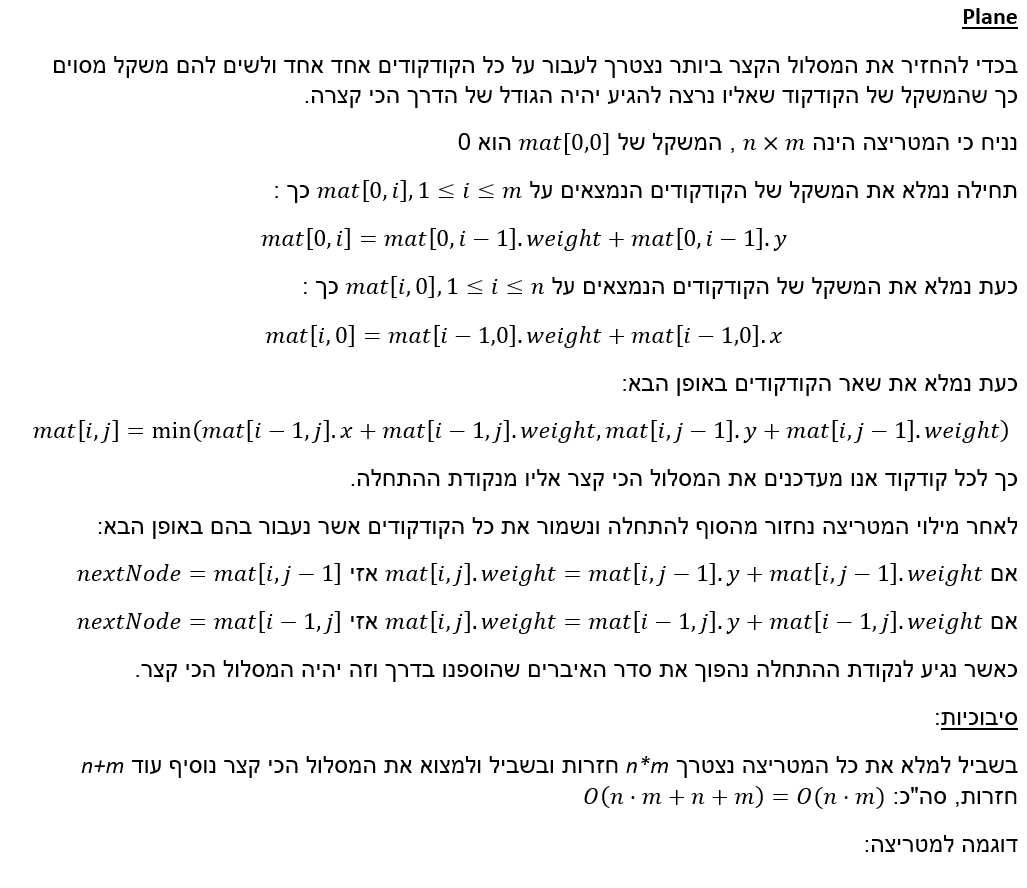 Plane
בכדי להחזיר את המסלול הקצר ביותר נצטרך לעבור על כל הקודקודים אחד אחד ולשים להם משקל מסוים
כך שהמשקל של הקודקוד שאליו נרצה להגיע יהיה הגודל של הדרך הכי קצרה.
נניח כי המטריצה הינה n × m , המשקל של mat[0,0] הוא 0
תחילה נמלא את המשקל של הקודקודים הנמצאים על mat[0, i], 1 ≤ i ≤ m כך :
mat[0, i] = mat[0, i − 1]. weight + mat[0, i − 1]. y
כעת נמלא את המשקל של הקודקודים הנמצאים על mat[i, 0], 1 ≤ i ≤ n כך :
mat[i, 0] = mat[i − 1,0]. weight + mat[i − 1,0]. x
כעת נמלא את שאר הקודקודים באופן הבא:
mat[i, j] = min(mat[i − 1, j]. x + mat[i − 1, j]. weight, mat[i, j − 1]. y + mat[i, j − 1]. weight)
כך לכל קודקוד אנו מעדכנים את המסלול הכי קצר אליו מנקודת ההתחלה.
לאחר מילוי המטריצה נחזור מהסוף להתחלה ונשמור את כל הקודקודים אשר נעבור בהם באופן הבא:
אם mat[i, j]. weight = mat[i, j − 1]. y + mat[i, j − 1]. weight אזי nextNode = mat[i, j − 1]
אם mat[i, j]. weight = mat[i − 1, j]. y + mat[i − 1, j]. weight אזי nextNode = mat[i − 1, j]
כאשר נגיע לנקודת ההתחלה נהפוך את סדר האיברים שהוספנו בדרך וזה יהיה המסלול הכי קצר.
סיבוכיות:
בשביל למלא את כל המטריצה נצטרך n*m חזרות ובשביל ולמצוא את המסלול הכי קצר נוסיף עוד n+m
חזרות, סה"כ: O(n · m + n + m) = O(n · m)
דוגמה למטריצה: